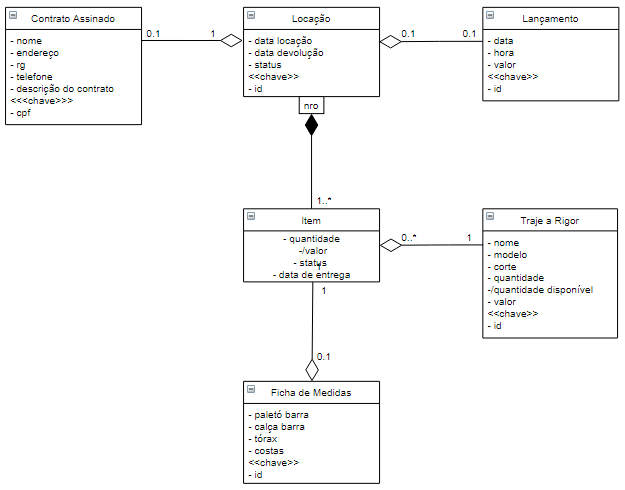 Contrato Assinado
- nome
- endereço
- rg
- telefone
- descrição do contrato
<<<chave>>>
- cpf
0.1
1
Locação
- data locação
- data devolução
- status
<<chave>>
- id
nro
0.1
0.1
Lançamento
- data
- hora
- valor
<<chave>>
- id
1..*
Item
- quantidade
-/valor
- status
- data de entrega
0..*
1
Traje a Rigor
- nome
- modelo
- corte
- quantidade
-/quantidade disponível
- valor
<<chave>>
- id
1
0.1
Ficha de Medidas
- paletó barra
- calça barra
- tórax
- costas
<<chave>>
- id